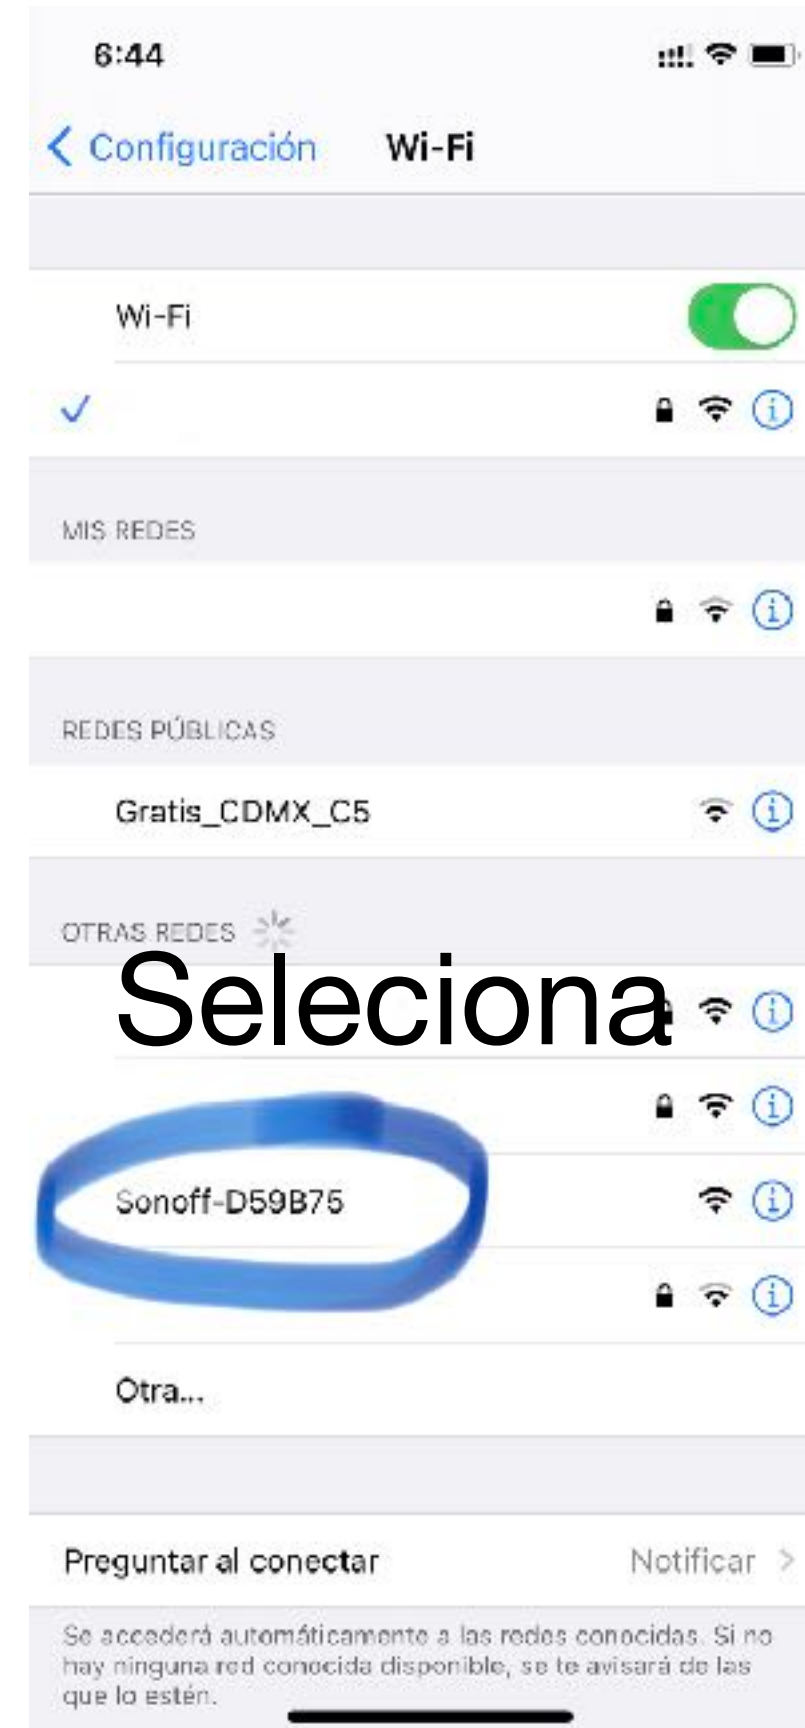 6:44
Configuración Wi-Fi
Wi-Fi
MIS REDES
REDES PÚBLICAS
Gratis_CDMX_C5
OTRAS REDES
Seleciona
Sonoff-D59B75
Otra...
Preguntar al conectar Notificar >
Se accederá automáticamente a las redes conocidas. Si no
hay ninguna red conocida disponible, se te avisará de las
que lo estén.